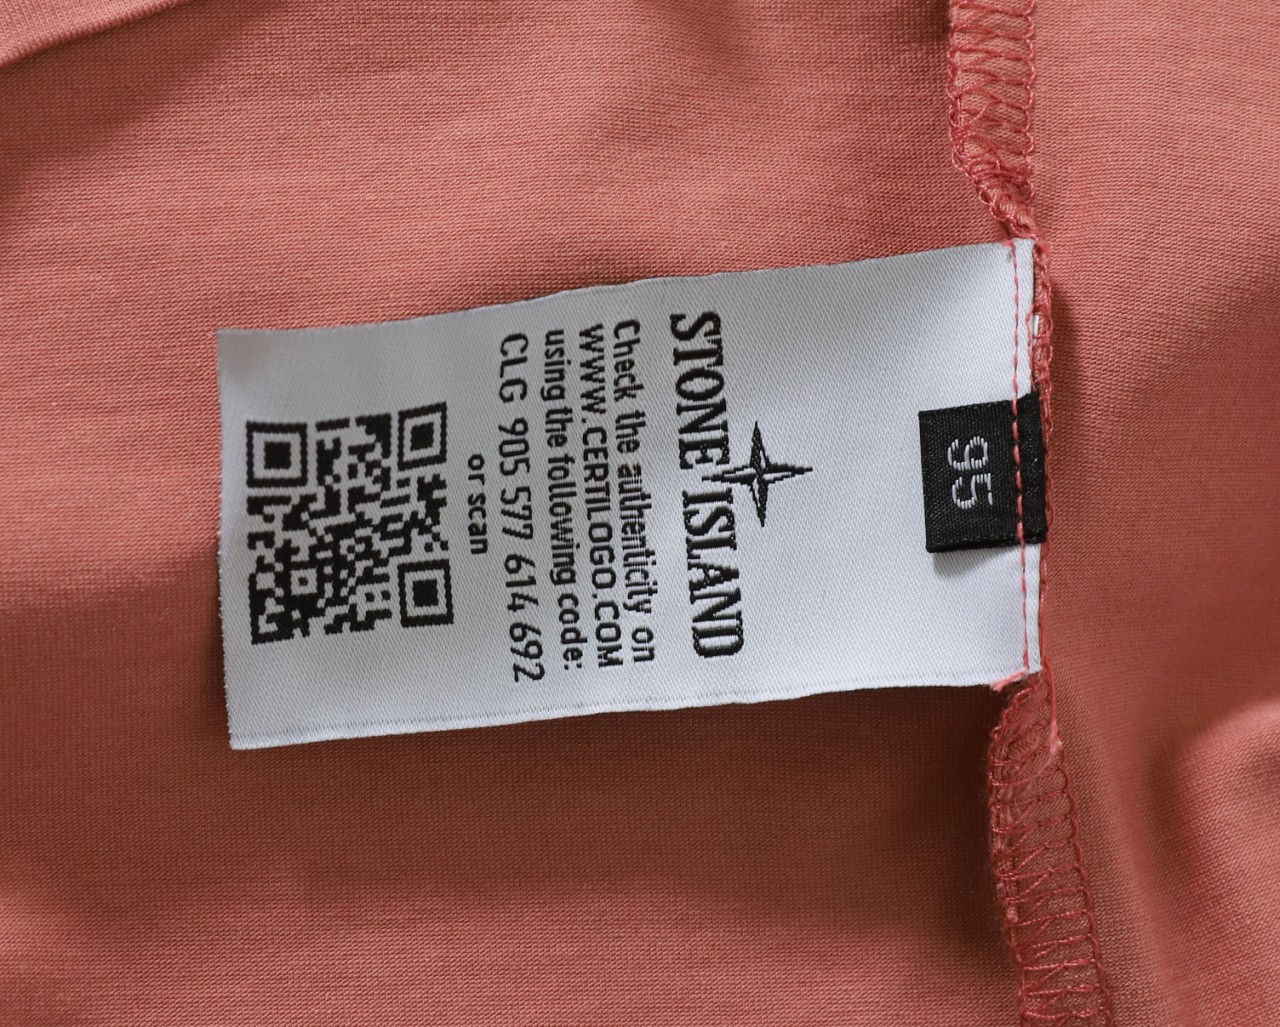 95
STONE ISLAND
Check the authenticity on
WWW.CERTILOGO.COM
using the following code:
CLG 905 577 614 692
or scan